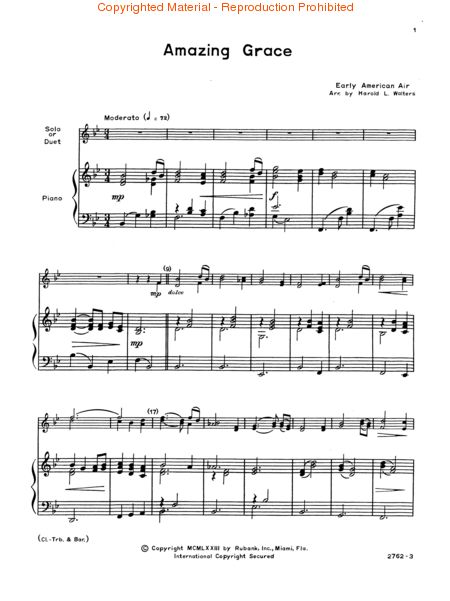 Copyrighted Material - Reproduction Prohibited
1
Amazing Grace
Early American Air
Arr. by Harold L. Walters
Moderato (♩ = 72)
Solo
or
Duet
Piano
mp
f
(9)
mp dolce
mp
(17)
(Cl.-Trb. & Bar.)
© Copyright MCMLXXIII by Rubank, Inc., Miami, Fla.
International Copyright Secured
2762-3